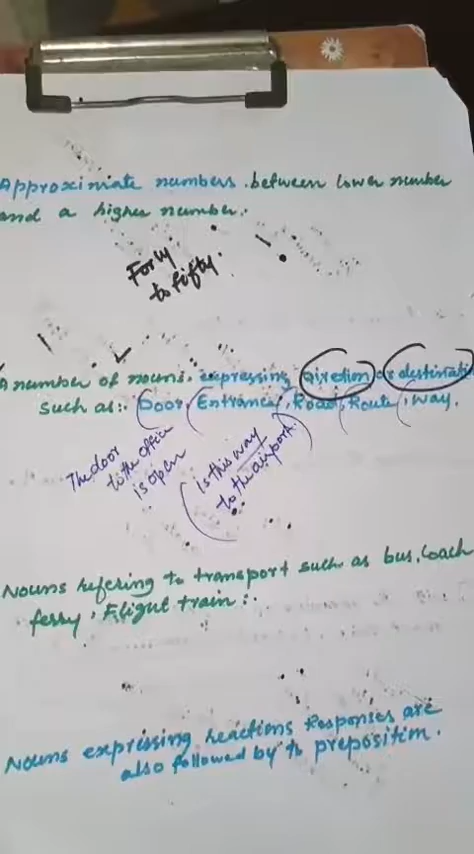 Approximate numbers. between lower number
and a higher number.
Forty
to fifty.
A number of nouns. expressing direction or destinati
such as:. Door, Entrance, Road, Route, way.
The door
to the office
is open
is this way
to the airport.
Nouns refering to transport such as bus, Coach
ferry, Flight train:.
Nouns expressing reactions Responses are
also followed by to preposition.